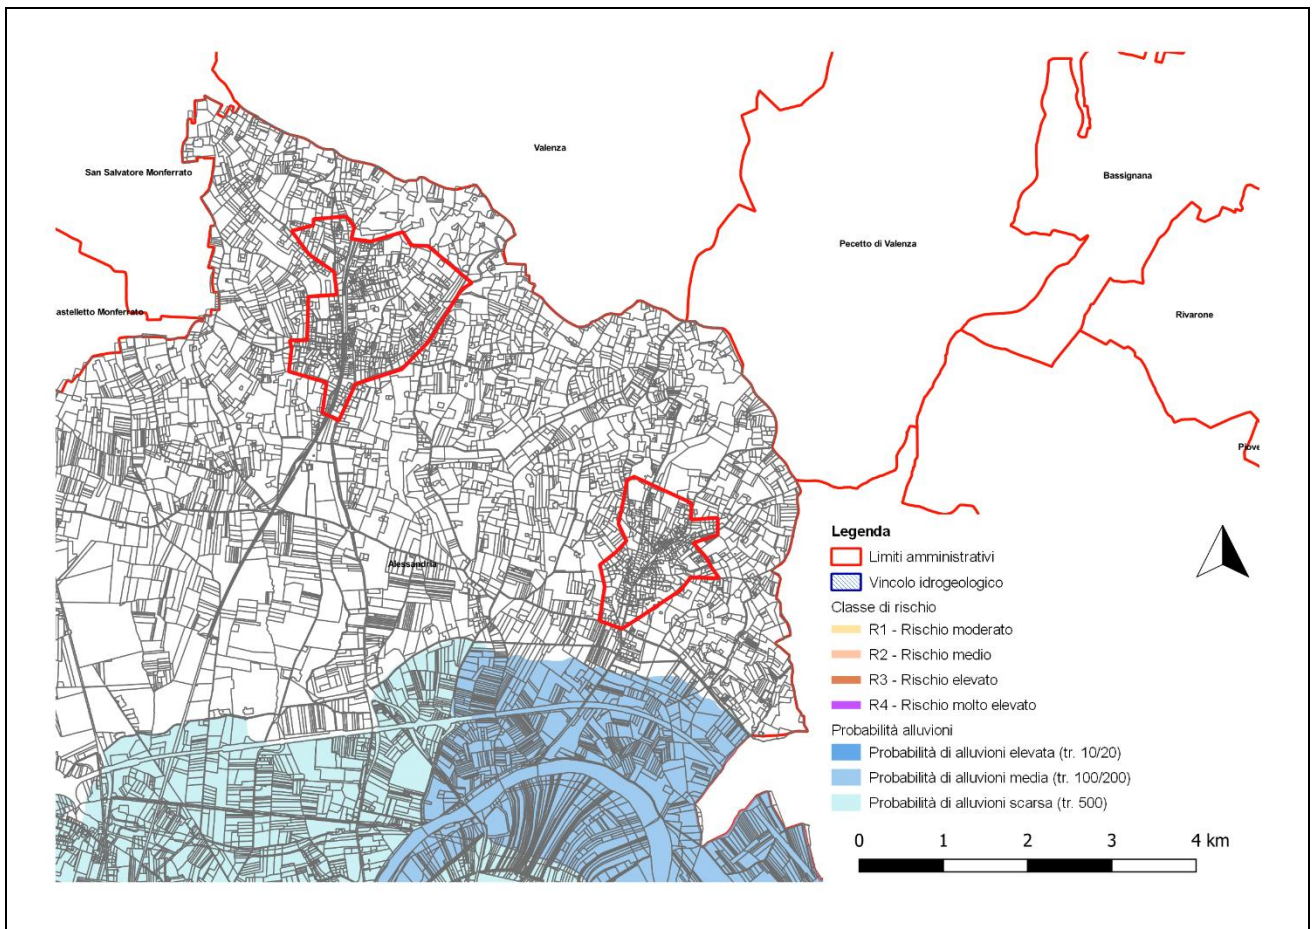 Valenza
San Salvatore Monferrato
Bassignana
Pecetto di Valenza
astelletto Monferrato
Rivarone
Piove
Alessandria
Legenda
Limiti amministrativi
Vincolo idrogeologico
Classe di rischio
R1 - Rischio moderato
R2 - Rischio medio
R3 - Rischio elevato
R4 - Rischio molto elevato
Probabilità alluvioni
Probabilità di alluvioni elevata (tr. 10/20)
Probabilità di alluvioni media (tr. 100/200)
Probabilità di alluvioni scarsa (tr. 500)
0 1 2 3 4 km